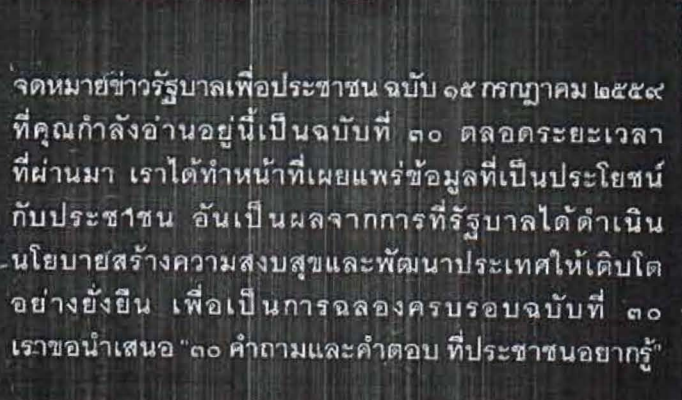 จดหมายข่าวรัฐบาลเพื่อประชาชน ฉบับ ๑๕ กรกฎาคม ๒๕๕๙
ที่คุณกำลังอ่านอยู่นี้เป็นฉบับที่ ๓๐ ตลอดระยะเวลา
ที่ผ่านมา เราได้ทำหน้าที่เผยแพร่ข้อมูลที่เป็นประโยชน์
กับประชาชน อันเป็นผลจากการที่รัฐบาลได้ดำเนิน
นโยบายสร้างความสงบสุขและพัฒนาประเทศให้เติบโต
อย่างยั่งยืน เพื่อเป็นการฉลองครบรอบฉบับที่ ๓๐
เราขอนำเสนอ "๓๐ คำถามและคำตอบ ที่ประชาชนอยากรู้"